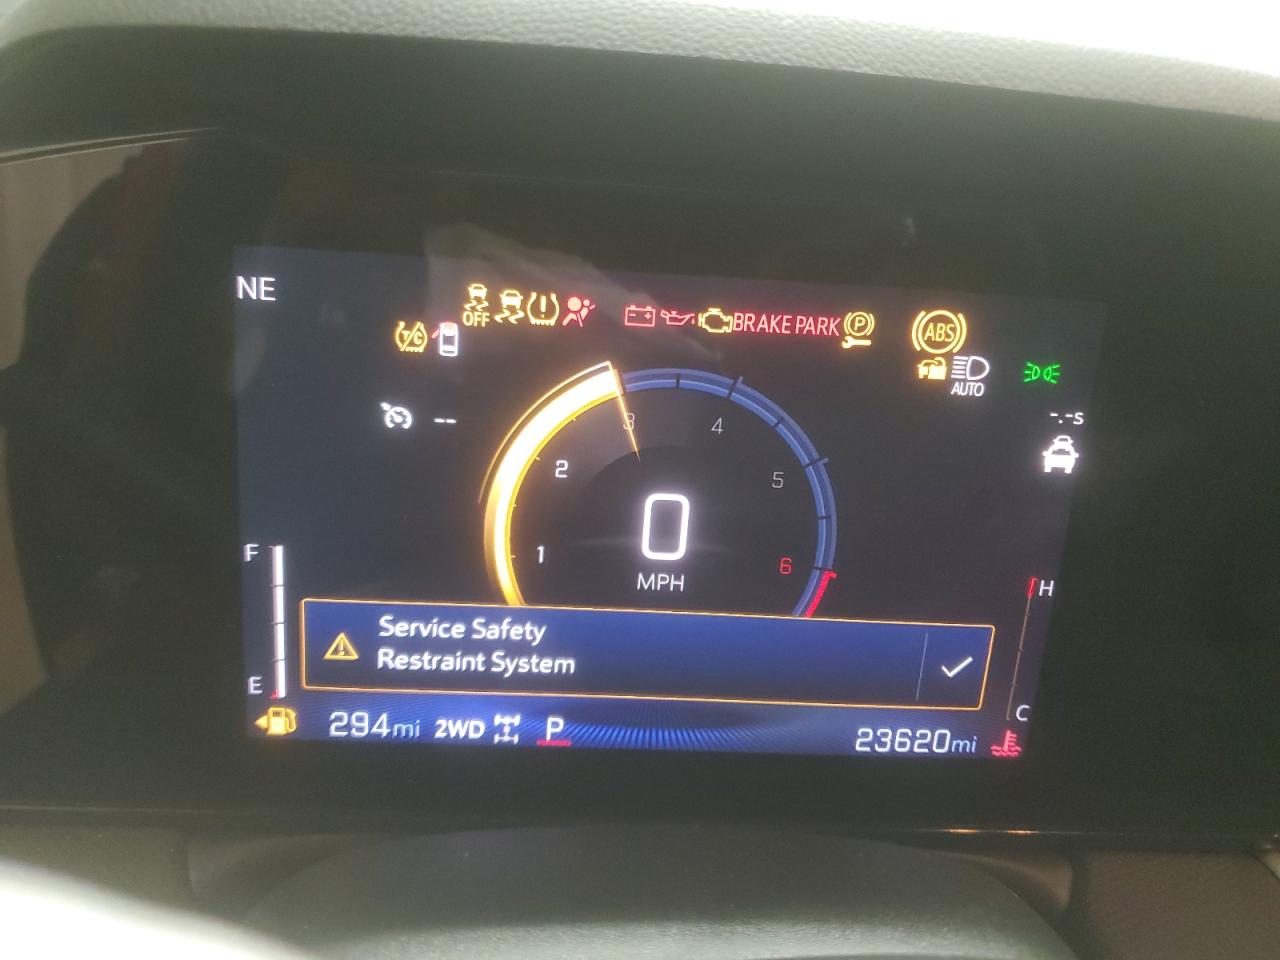 NE
OFF
BRAKE PARK
P
ABS
T/C
AUTO
--
-.-s
3
4
2
5
1
0
6
MPH
F
H
Service Safety
Restraint System
E
C
294mi 2WD P
23620mi